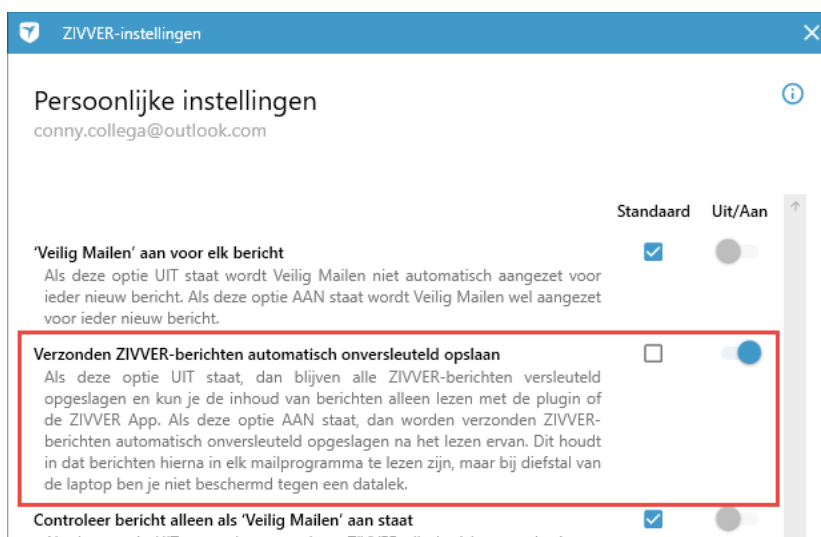 ZIVVER-instellingen
Persoonlijke instellingen
conny.collega@outlook.com
Standaard Uit/Aan
‘Veilig Mailen’ aan voor elk bericht
Als deze optie UIT staat wordt Veilig Mailen niet automatisch aangezet voor
ieder nieuw bericht. Als deze optie AAN staat wordt Veilig Mailen wel aangezet
voor ieder nieuw bericht.
Verzonden ZIVVER-berichten automatisch onversleuteld opslaan
Als deze optie UIT staat, dan blijven alle ZIVVER-berichten versleuteld
opgeslagen en kun je de inhoud van berichten alleen lezen met de plugin of
de ZIVVER App. Als deze optie AAN staat, dan worden verzonden ZIVVER-
berichten automatisch onversleuteld opgeslagen na het lezen ervan. Dit houdt
in dat berichten hierna in elk mailprogramma te lezen zijn, maar bij diefstal van
de laptop ben je niet beschermd tegen een datalek.
Controleer bericht alleen als ‘Veilig Mailen’ aan staat